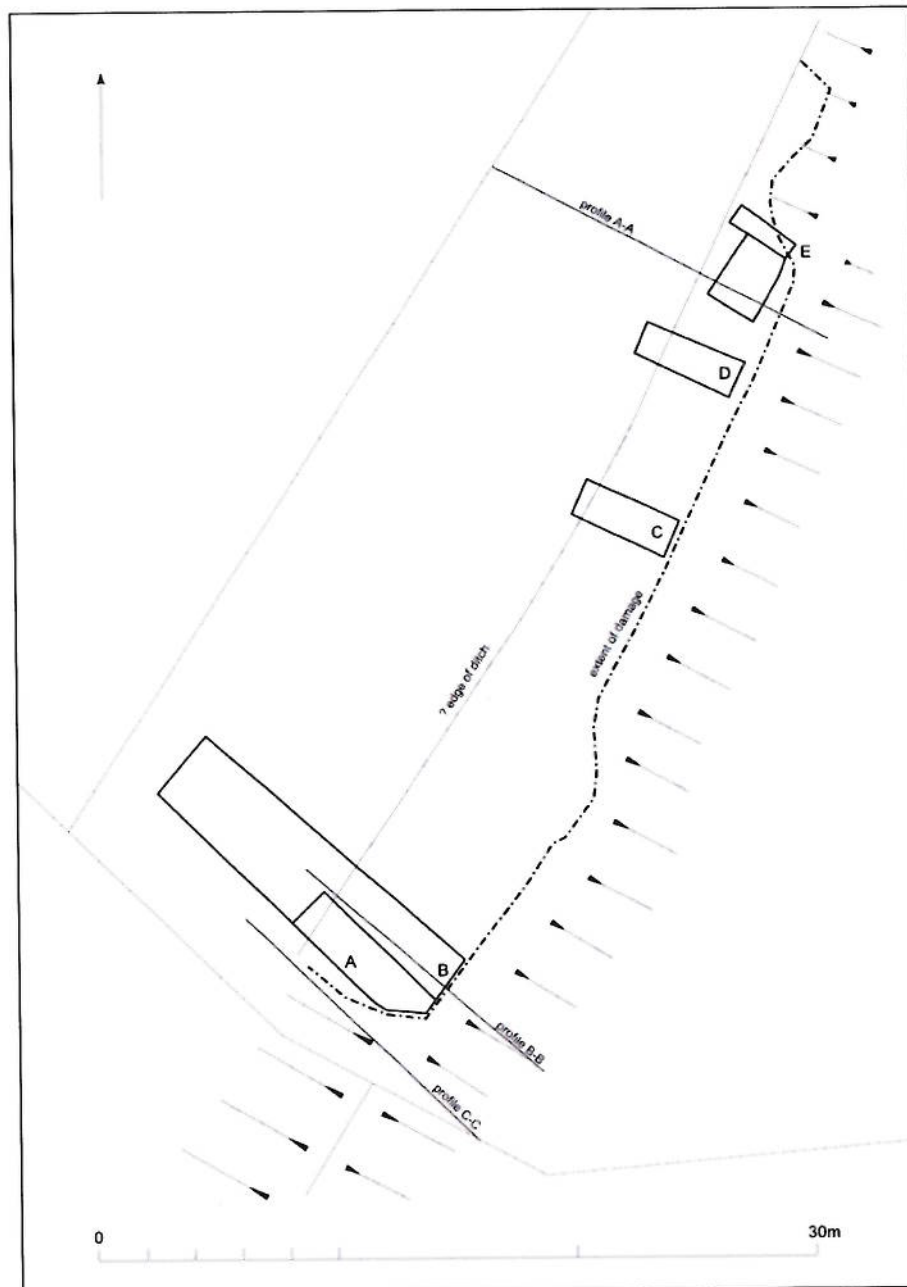 profile A-A
E
D
C
extent of damage
? edge of ditch
A
B
profile B-B
profile C-C
0
30m